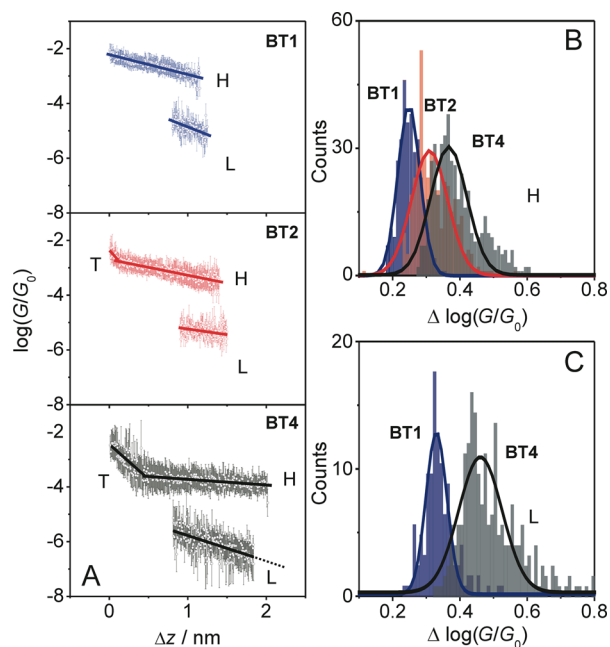 BT1
-2
H
-4
L
-6
-8
BT2
-2
T
H
-4
L
-6
-8
BT4
-2
T
H
-4
-6
L
A
-8
0 1 2
Δz / nm
log(G/G0)
60
B
BT1
BT2
BT4
30
H
0
0.2 0.4 0.6 0.8
Δ log(G/G0)
Counts
20
C
BT1
BT4
10
L
0
0.2 0.4 0.6 0.8
Δ log(G/G0)
Counts